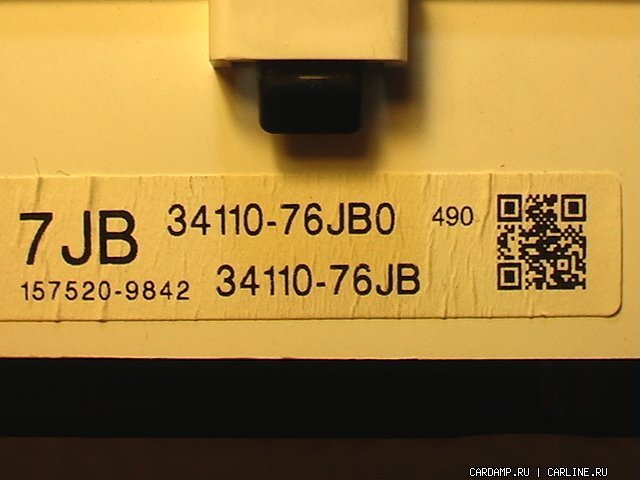 7JB 34110-76JB0 490
157520-9842 34110-76JB
CARDAMP.RU | CARLINE.RU